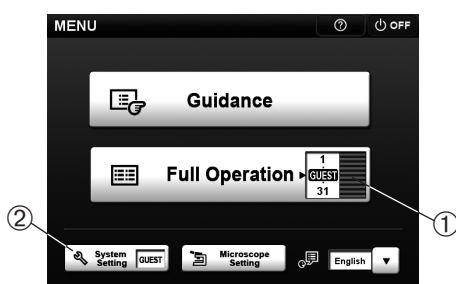 MENU
? OFF
Guidance
Full Operation
1
GUEST
31
①
②
System
Setting
GUEST
Microscope
Setting
English